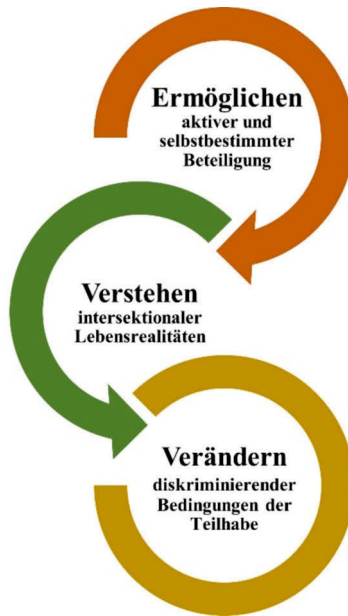 Ermöglichen
aktiver und
selbstbestimmter
Beteiligung
Verstehen
intersektionaler
Lebensrealitäten
Verändern
diskriminierender
Bedingungen der
Teilhabe